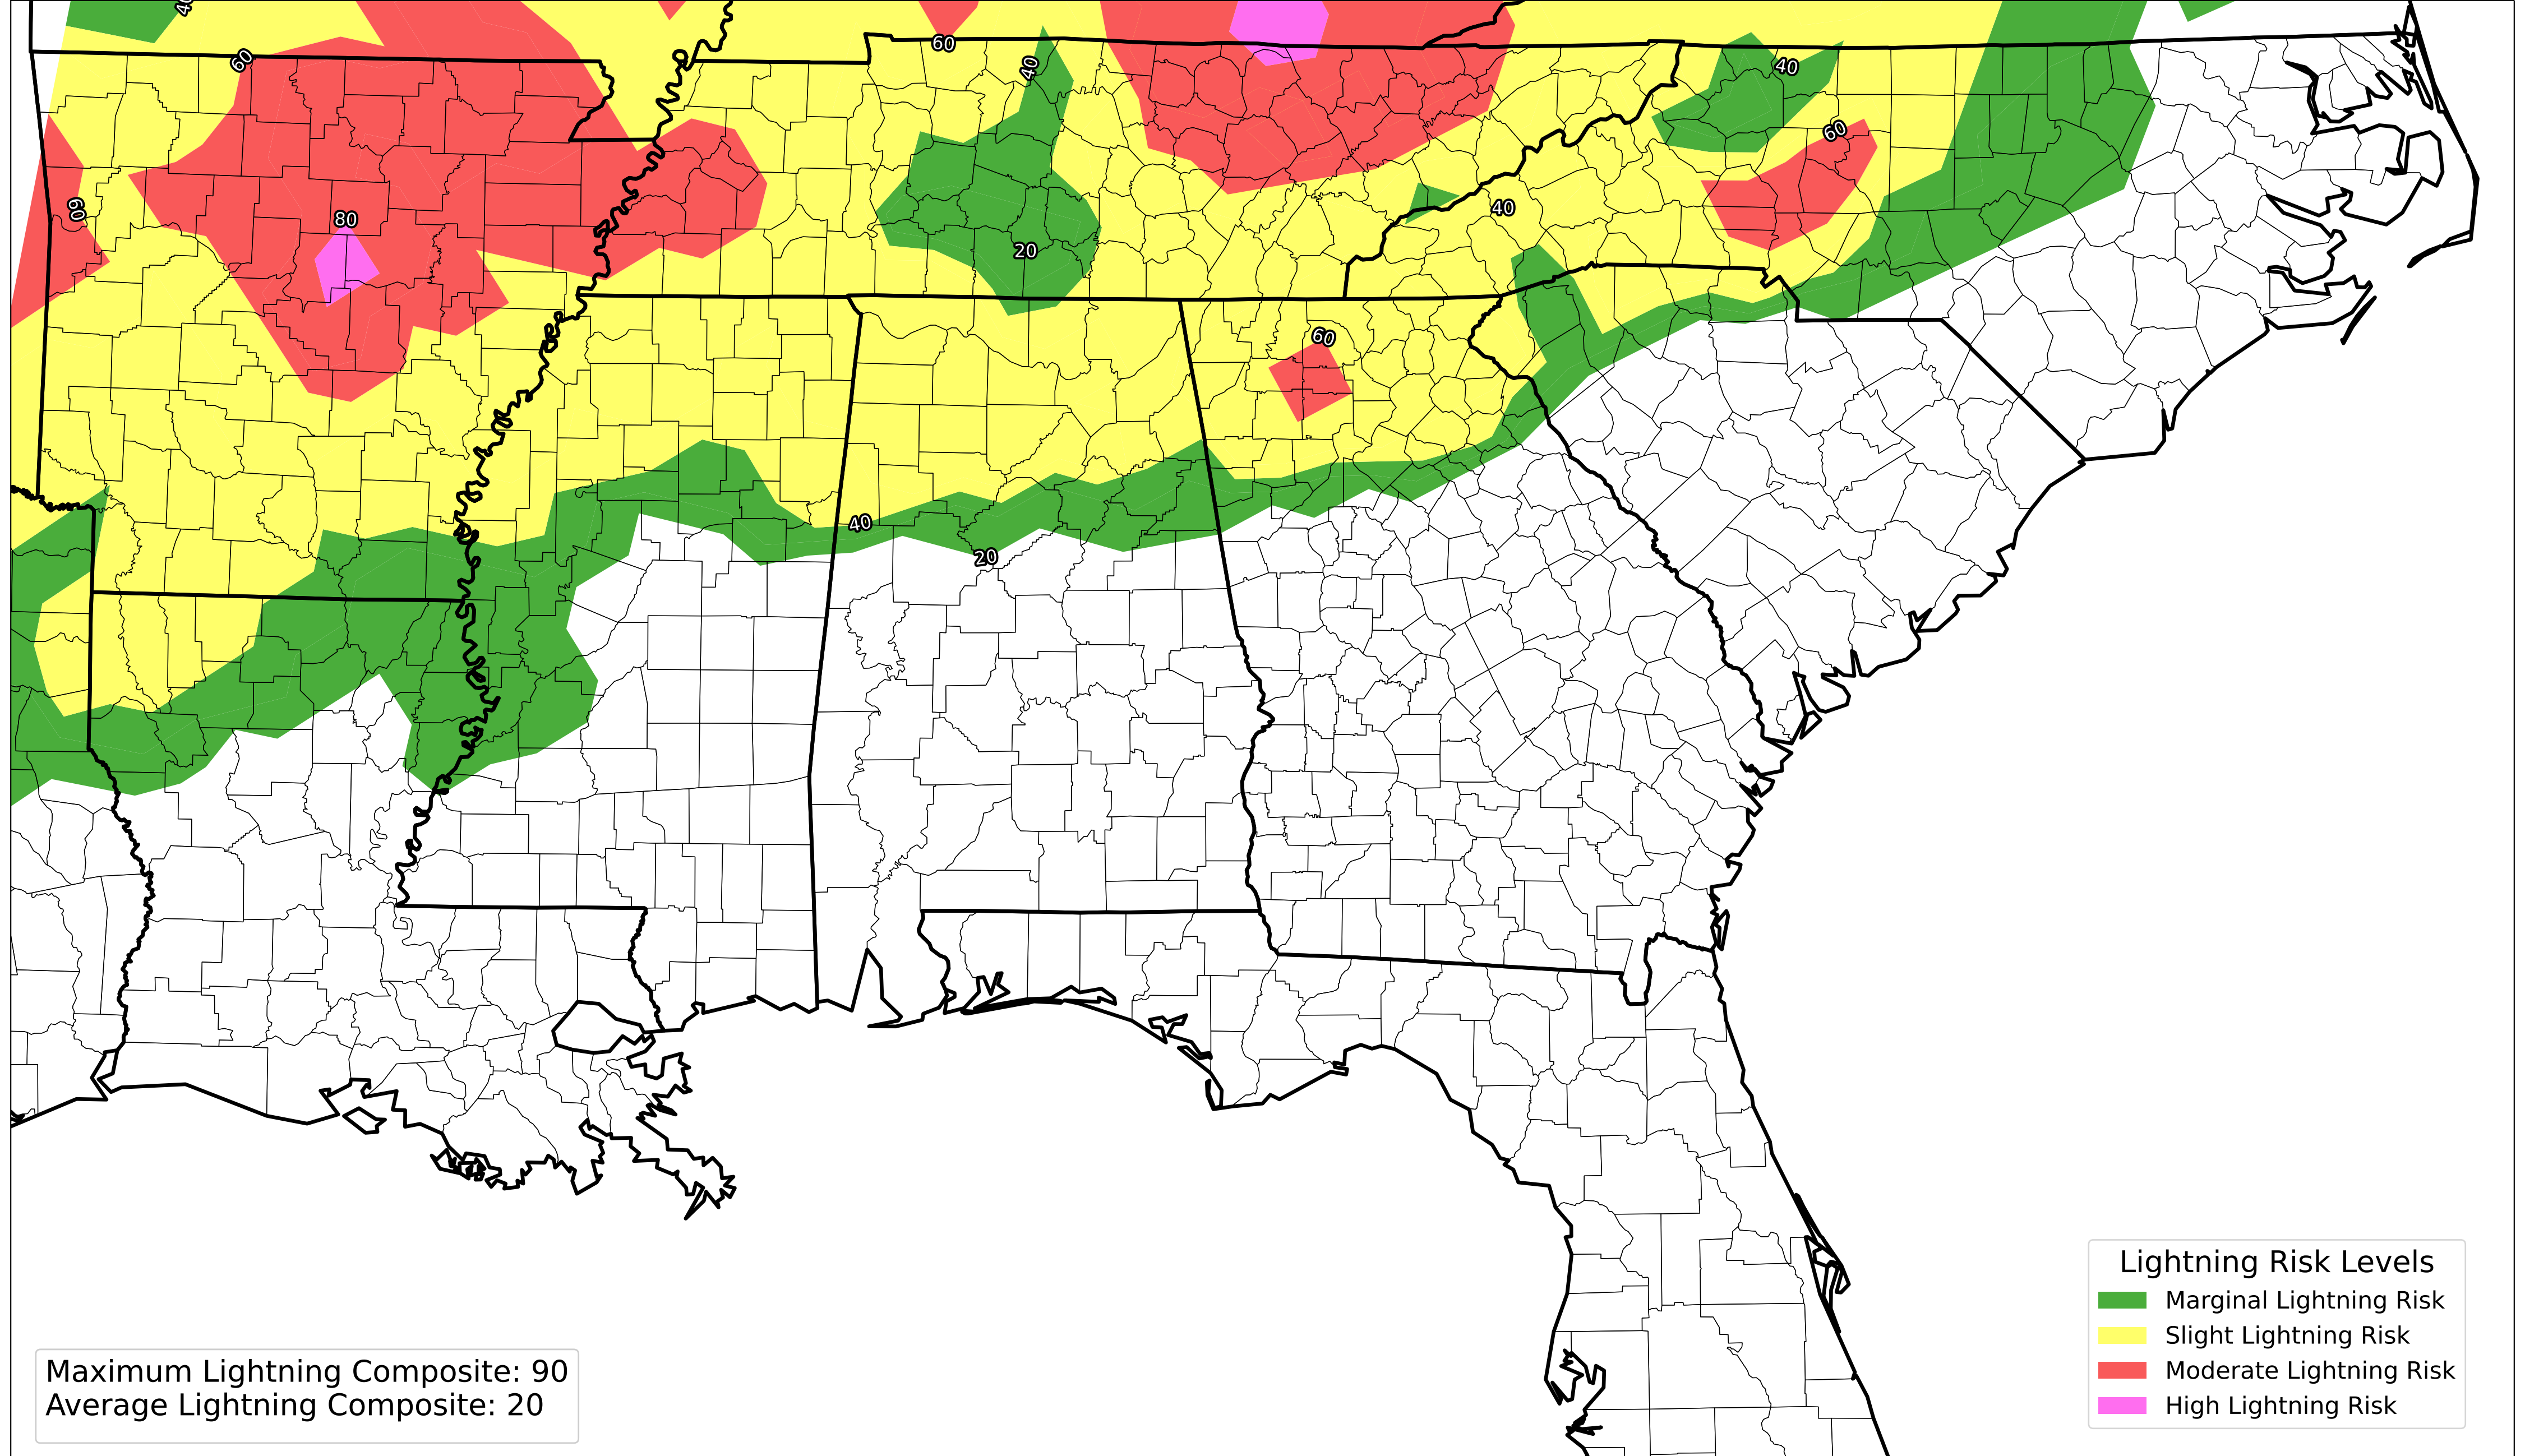 40
60
60
40
40
60
60
80
40
20
60
40
20
Lightning Risk Levels
Marginal Lightning Risk
Slight Lightning Risk
Moderate Lightning Risk
High Lightning Risk
Maximum Lightning Composite: 90
Average Lightning Composite: 20